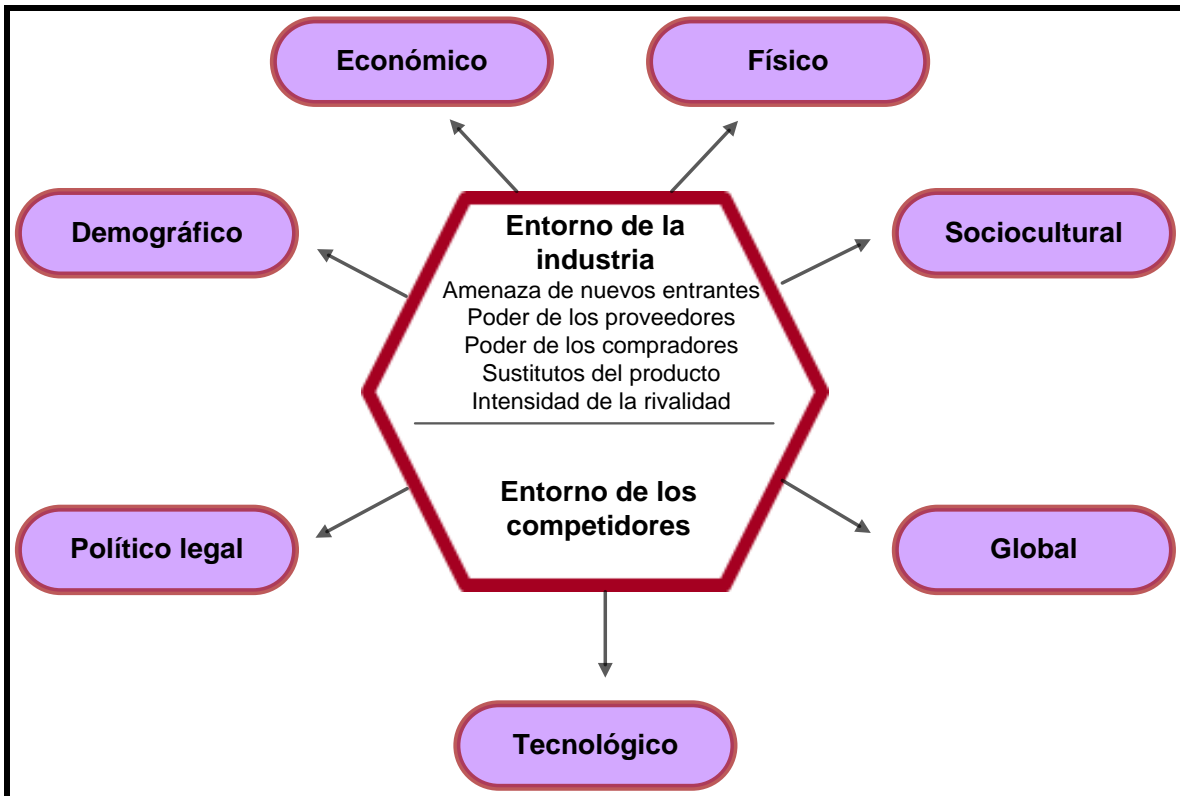 Económico
Físico
Demográfico
Sociocultural
Entorno de la
industria
Amenaza de nuevos entrantes
Poder de los proveedores
Poder de los compradores
Sustitutos del producto
Intensidad de la rivalidad
Entorno de los
competidores
Político legal
Global
Tecnológico